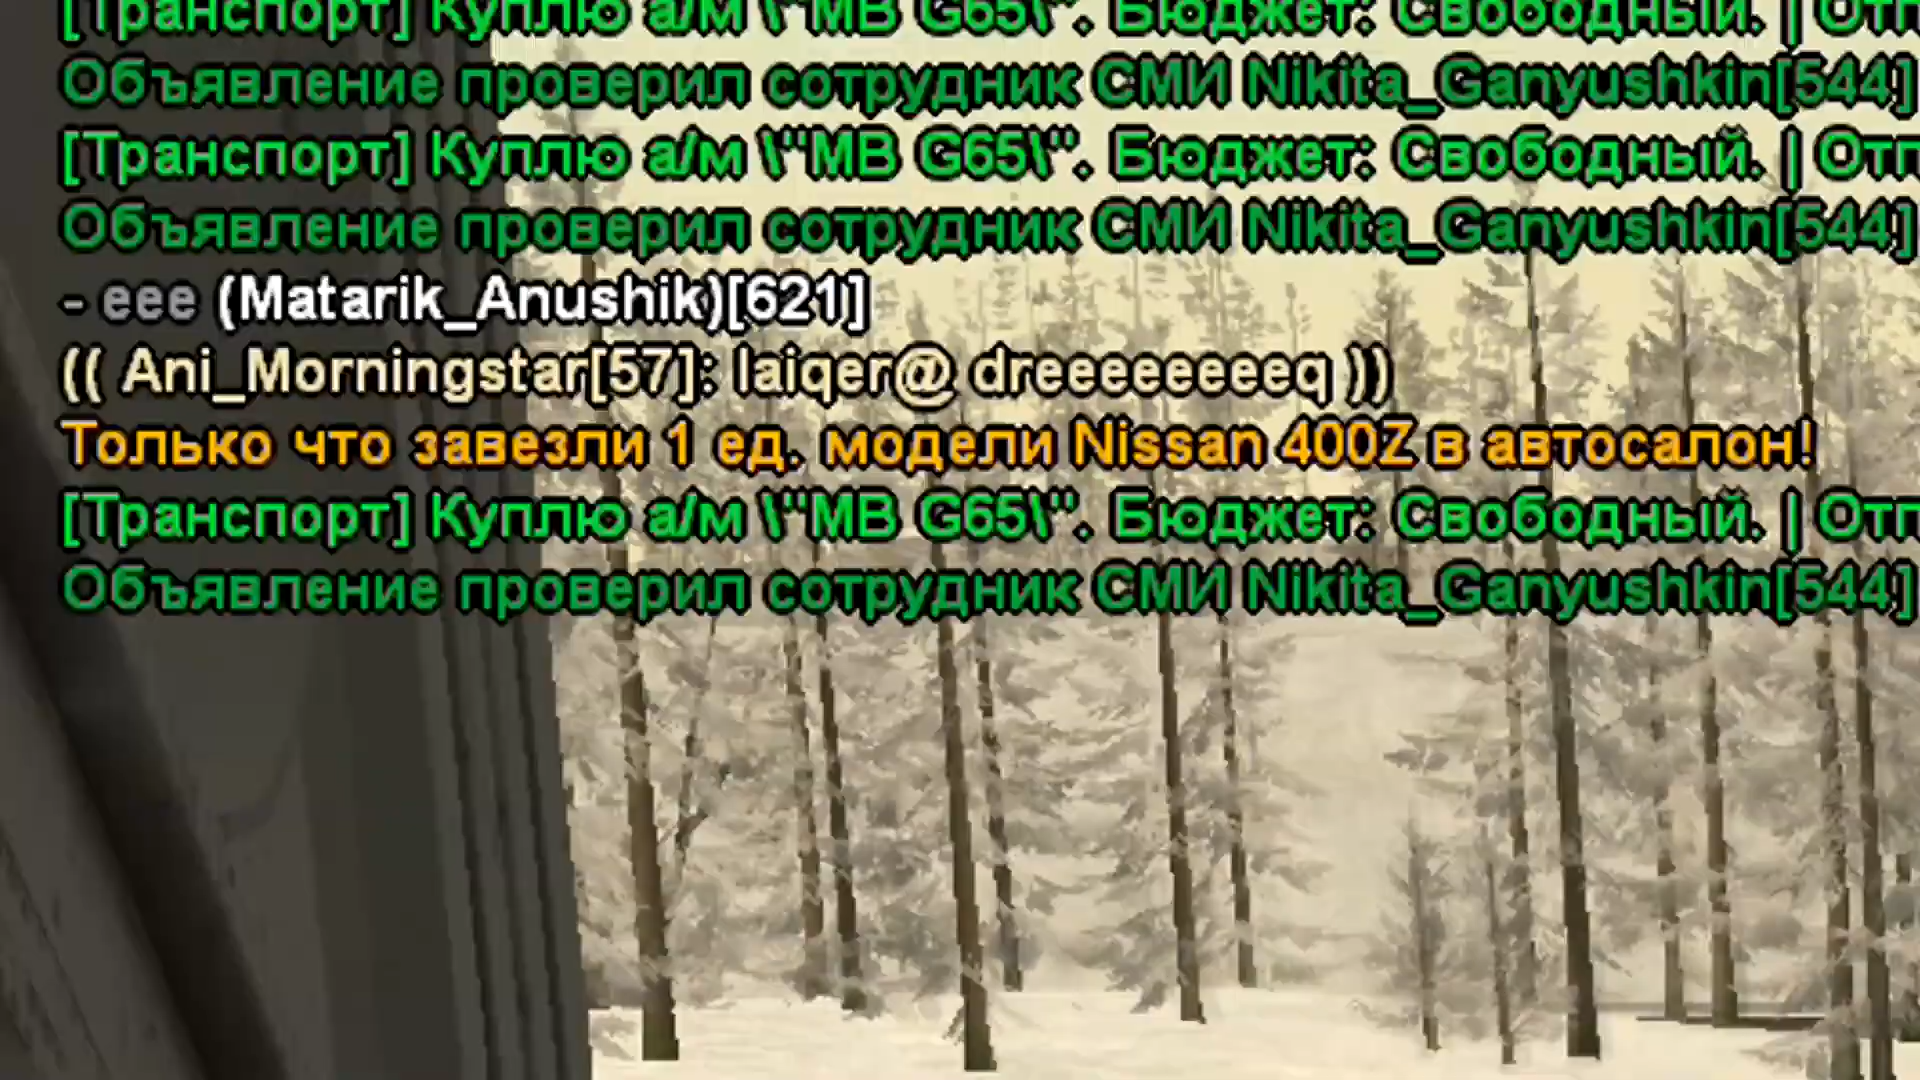 [Транспорт] Куплю а/м \"MB G65\". Бюджет: Свободный. | Отп
Объявление проверил сотрудник СМИ Nikita_Ganyushkin[544]
[Транспорт] Куплю а/м \"MB G65\". Бюджет: Свободный. | Отп
Объявление проверил сотрудник СМИ Nikita_Ganyushkin[544]
- eee (Matarik_Anushik)[621]
(( Ani_Morningstar[57]: laiqer@ dreeeeeeeeq ))
Только что завезли 1 ед. модели Nissan 400Z в автосалон!
[Транспорт] Куплю а/м \"MB G65\". Бюджет: Свободный. | Отп
Объявление проверил сотрудник СМИ Nikita_Ganyushkin[544]